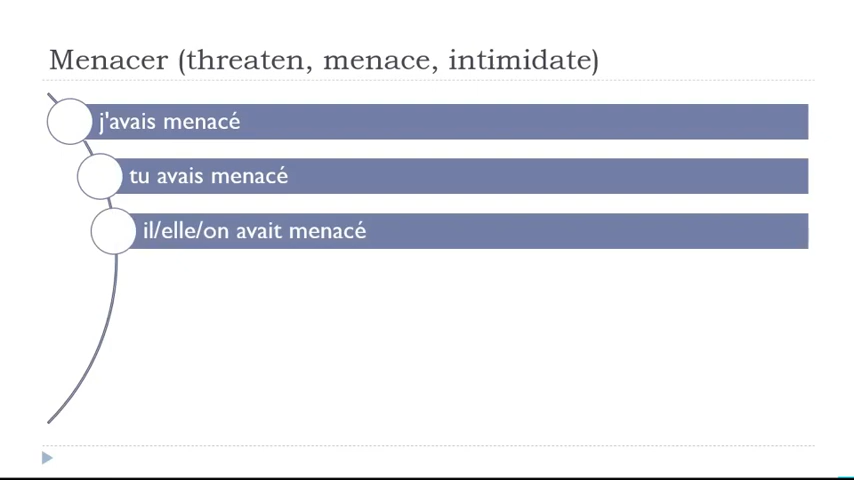 Menacer (threaten, menace, intimidate)
j'avais menacé
tu avais menacé
il/elle/on avait menacé